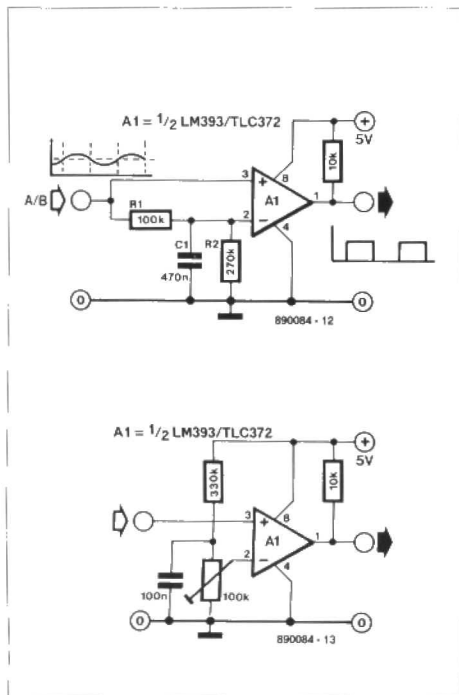 A1 = 1/2 LM393/TLC372
+
5V
10k
8
3
+
A1
1
A/B
R1
100k
2
−
4
C1
R2
470n
270k
0
0
890084 - 12
A1 = 1/2 LM393/TLC372
+
5V
330k
10k
8
3
+
A1
1
2
−
4
100n
100k
0
0
890084 - 13